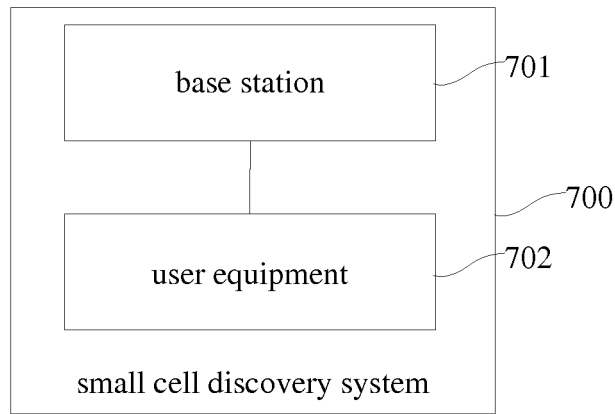 base station
701
700
user equipment
702
small cell discovery system